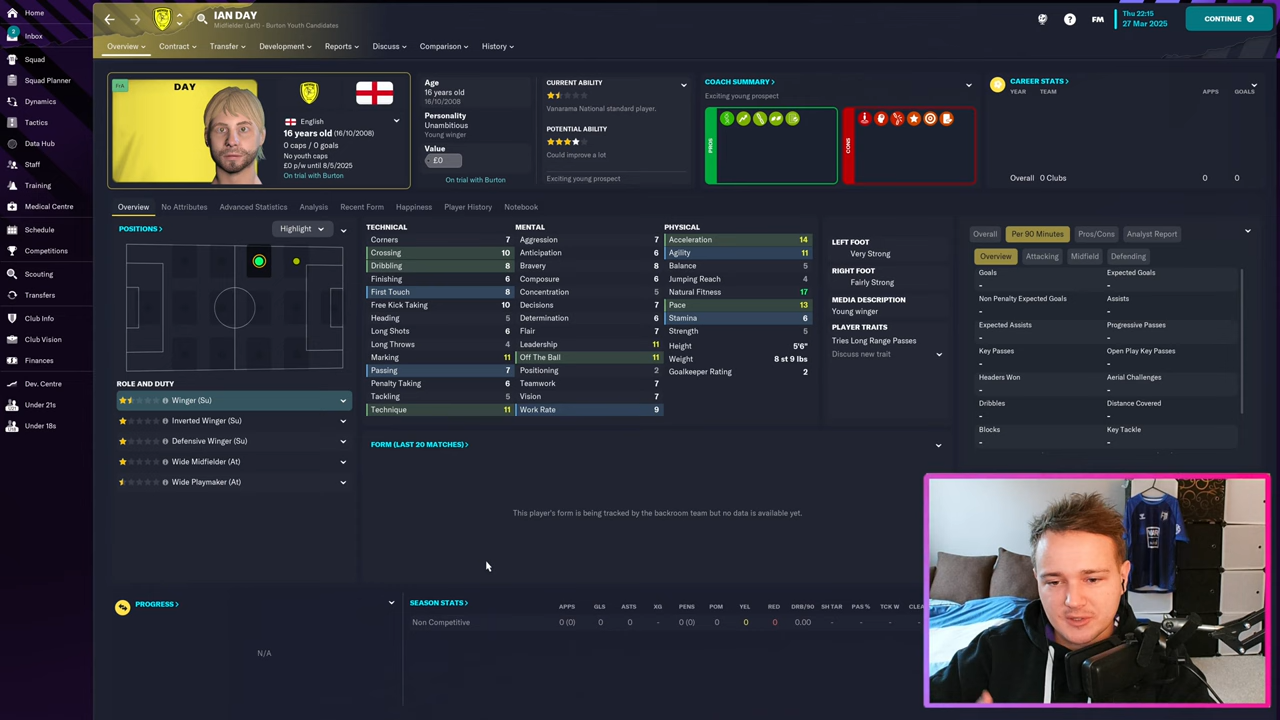 Home
IAN DAY
Midfielder (Left) - Burton Youth Candidates
FM
Thu 22:15
27 Mar 2025
CONTINUE
Inbox
Squad
Squad Planner
Dynamics
Tactics
Data Hub
Staff
Training
Medical Centre
Schedule
Competitions
Scouting
Transfers
Club Info
Club Vision
Finances
Dev. Centre
Under 21s
Under 18s
Overview
Contract
Transfer
Development
Reports
Discuss
Comparison
History
DAY
English
16 years old (16/10/2008)
0 caps / 0 goals
No youth caps
£0 p/w until 8/5/2025
On trial with Burton
Age
16 years old
16/10/2008
Personality
Unambitious
Young winger
Value
£0
On trial with Burton
CURRENT ABILITY
Vanarama National standard player.
POTENTIAL ABILITY
Could improve a lot
Exciting young prospect
COACH SUMMARY
Exciting young prospect
PROS
CONS
CAREER STATS
YEAR TEAM APPS GOALS
Overall 0 Clubs 0 0
Overview
No Attributes
Advanced Statistics
Analysis
Recent Form
Happiness
Player History
Notebook
POSITIONS
Highlight
ROLE AND DUTY
Winger (Su)
Inverted Winger (Su)
Defensive Winger (Su)
Wide Midfielder (At)
Wide Playmaker (At)
TECHNICAL
Corners 7
Crossing 10
Dribbling 8
Finishing 6
First Touch 8
Free Kick Taking 10
Heading 5
Long Shots 6
Long Throws 4
Marking 11
Passing 7
Penalty Taking 6
Tackling 5
Technique 11
MENTAL
Aggression 7
Anticipation 6
Bravery 8
Composure 6
Concentration 5
Decisions 7
Determination 6
Flair 7
Leadership 11
Off The Ball 11
Positioning 2
Teamwork 7
Vision 7
Work Rate 9
PHYSICAL
Acceleration 14
Agility 11
Balance 5
Jumping Reach 4
Natural Fitness 17
Pace 13
Stamina 6
Strength 5
Height 5'6"
Weight 8 st 9 lbs
Goalkeeper Rating 2
LEFT FOOT
Very Strong
RIGHT FOOT
Fairly Strong
MEDIA DESCRIPTION
Young winger
PLAYER TRAITS
Tries Long Range Passes
Discuss new trait
Overall
Per 90 Minutes
Pros/Cons
Analyst Report
Overview
Attacking
Midfield
Defending
Goals Expected Goals
- -
Non Penalty Expected Goals Assists
- -
Expected Assists Progressive Passes
- -
Key Passes Open Play Key Passes
- -
Headers Won Aerial Challenges
- -
Dribbles Distance Covered
- -
Blocks Key Tackle
- -
FORM (LAST 20 MATCHES)
This player's form is being tracked by the backroom team but no data is available yet.
PROGRESS
N/A
SEASON STATS
APPS GLS ASTS XG PENS POM YEL RED DRB/90 SH TAR PAS % TCK W CLEA
Non Competitive 0 (0) 0 0 - 0 (0) 0 0 0 0.00 - - - -